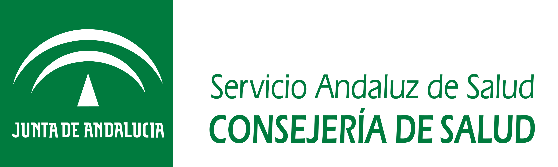 JUNTA DE ANDALUCIA
Servicio Andaluz de Salud
CONSEJERÍA DE SALUD